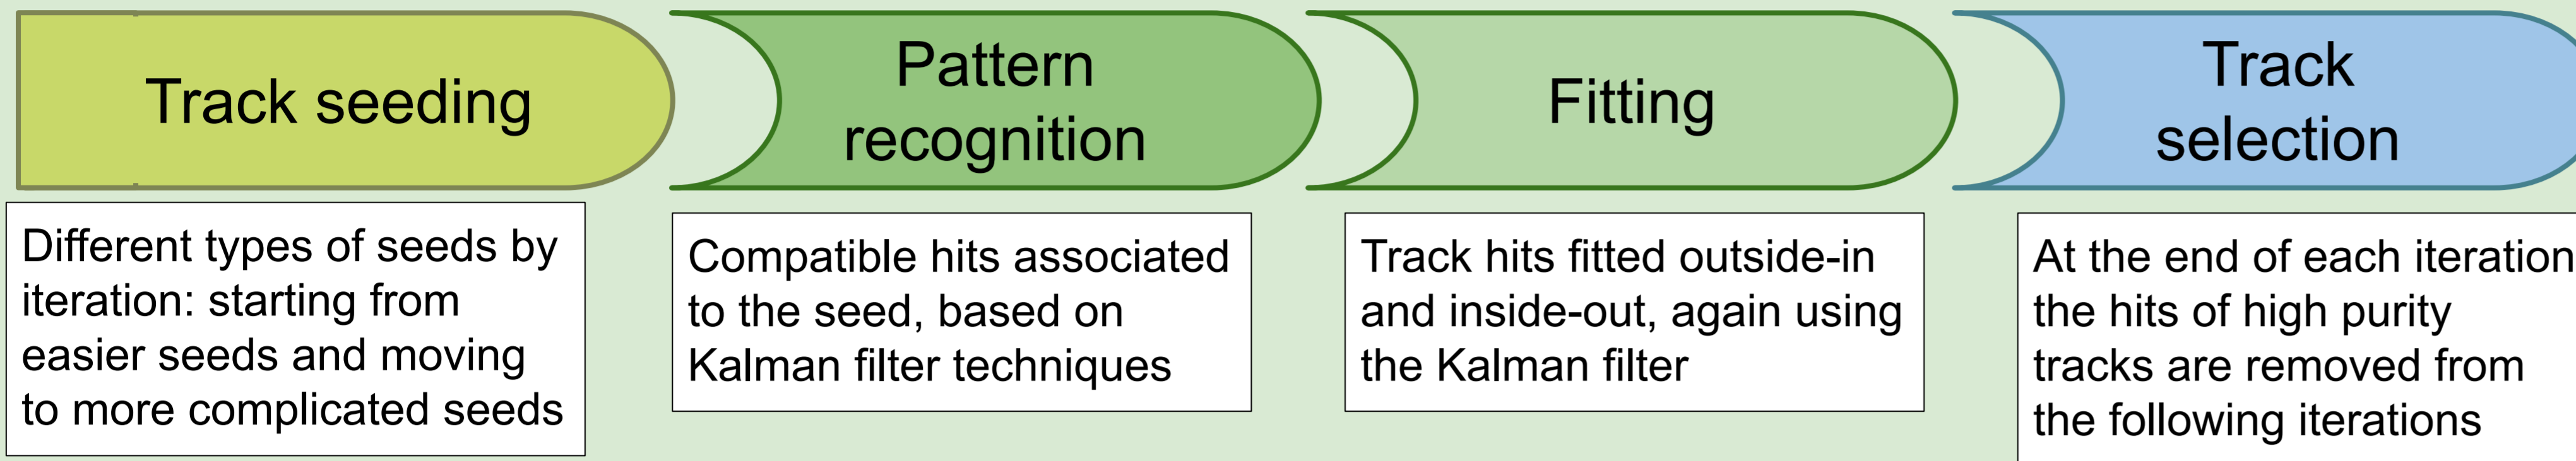 Track seeding
Pattern
recognition
Fitting
Track
selection
Different types of seeds by
iteration: starting from
easier seeds and moving
to more complicated seeds
Compatible hits associated
to the seed, based on
Kalman filter techniques
Track hits fitted outside-in
and inside-out, again using
the Kalman filter
At the end of each iteration
the hits of high purity
tracks are removed from
the following iterations